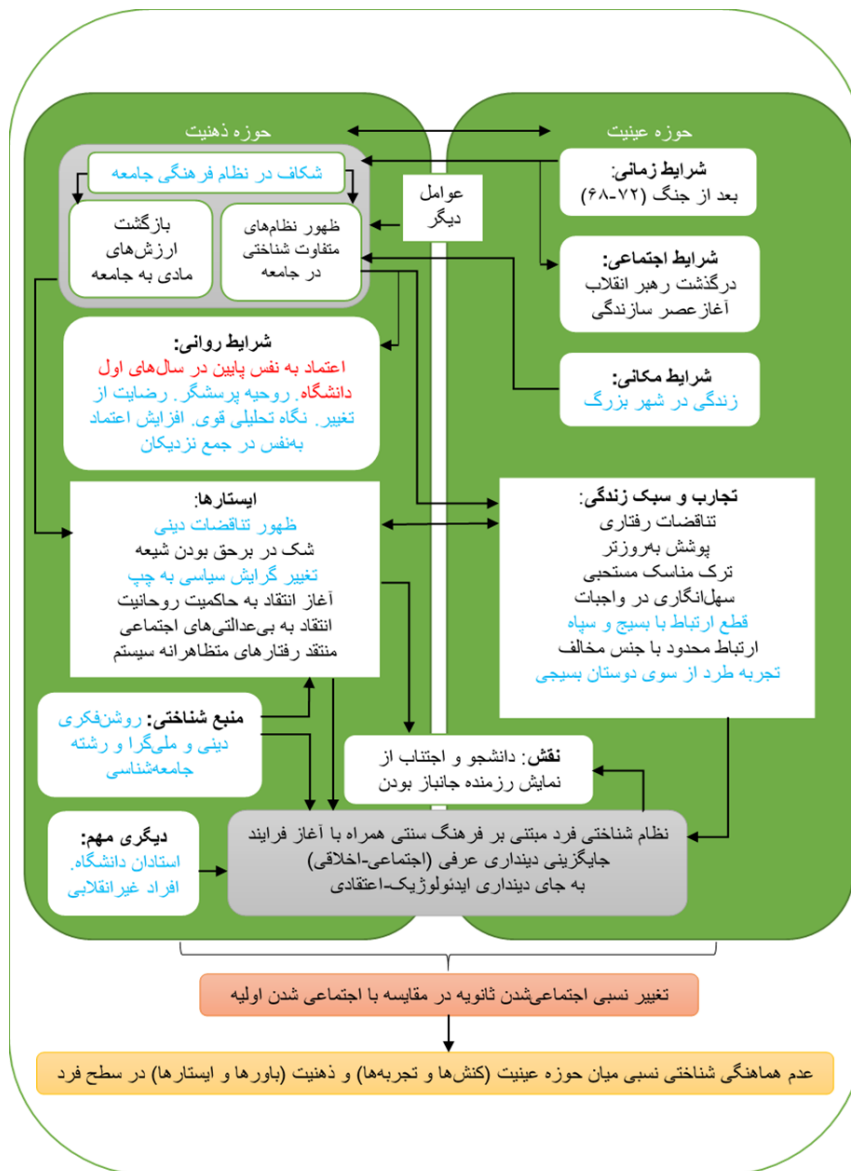 حوزه عینیت
شرایط زمانی:
بعد از جنگ (۷۲-۶۸)
شرایط اجتماعی:
درگذشت رهبر انقلاب
آغازعصر سازندگی
شرایط مکانی:
زندگی در شهر بزرگ
تجارب و سبک زندگی:
تناقضات رفتاری
پوشش به‌روزتر
ترک مناسک مستحبی
سهل‌انگاری در واجبات
قطع ارتباط با بسیج و سپاه
ارتباط محدود با جنس مخالف
تجربه طرد از سوی دوستان بسیجی
حوزه ذهنیت
شکاف در نظام فرهنگی جامعه
عوامل
دیگر
ظهور نظام‌های
متفاوت شناختی
در جامعه
بازگشت
ارزش‌های
مادی به جامعه
شرایط روانی:
اعتماد به نفس پایین در سال‌های اول
دانشگاه. روحیه پرسشگر. رضایت از
تغییر. نگاه تحلیلی قوی. افزایش اعتماد
به‌نفس در جمع نزدیکان
ایستارها:
ظهور تناقضات دینی
شک در برحق بودن شیعه
تغییر گرایش سیاسی به چپ
آغاز انتقاد به حاکمیت روحانیت
انتقاد به بی‌عدالتی‌های اجتماعی
منتقد رفتارهای متظاهرانه سیستم
منبع شناختی: روشن‌فکری
دینی و ملی‌گرا و رشته
جامعه‌شناسی
نقش: دانشجو و اجتناب از
نمایش رزمنده جانباز بودن
دیگری مهم:
استادان دانشگاه.
افراد غیرانقلابی
نظام شناختی فرد مبتنی بر فرهنگ سنتی همراه با آغاز فرایند
جایگزینی دینداری عرفی (اجتماعی-اخلاقی)
به جای دینداری ایدئولوژیک-اعتقادی
تغییر نسبی اجتماعی‌شدن ثانویه در مقایسه با اجتماعی شدن اولیه
عدم هماهنگی شناختی نسبی میان حوزه عینیت (کنش‌ها و تجربه‌ها) و ذهنیت (باورها و ایستارها) در سطح فرد